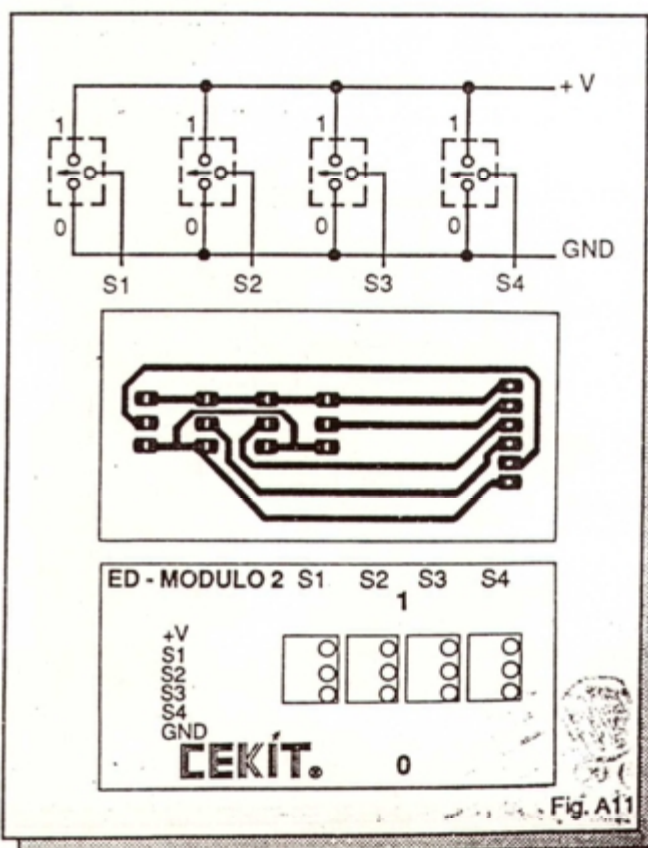 + V
1 1 1 1
0 0 0 0
GND
S1 S2 S3 S4
ED - MODULO 2 S1 S2 S3 S4
1
+V
S1
S2
S3
S4
GND
CEKIT®
0
Fig. A11